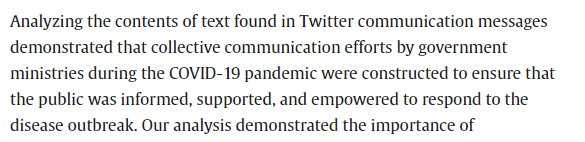 Analyzing the contents of text found in Twitter communication messages
demonstrated that collective communication efforts by government
ministries during the COVID-19 pandemic were constructed to ensure that
the public was informed, supported, and empowered to respond to the
disease outbreak. Our analysis demonstrated the importance of